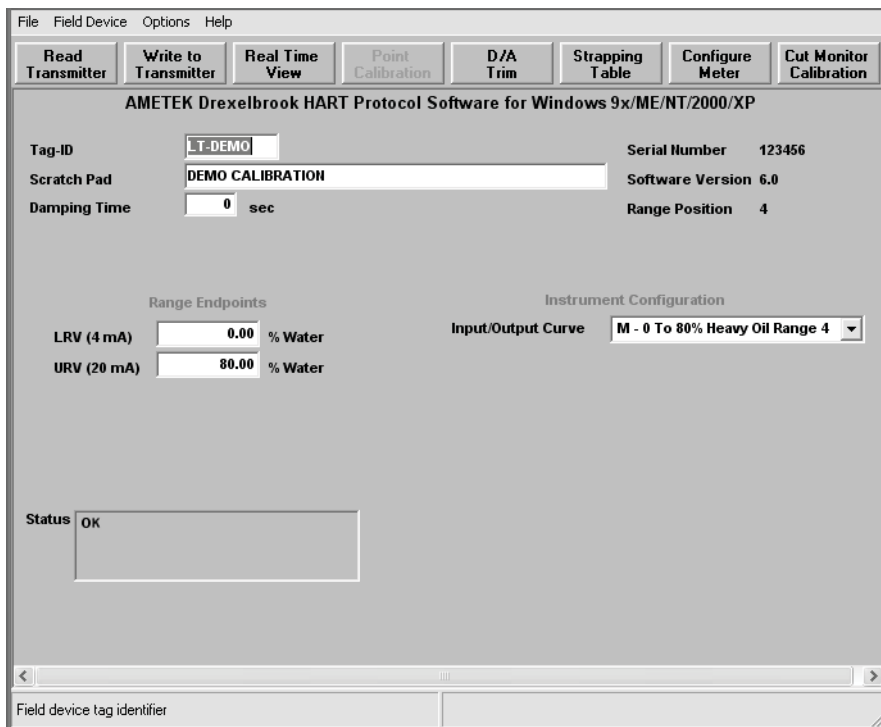 File Field Device Options Help
Read Transmitter
Write to Transmitter
Real Time View
Point Calibration
D/A Trim
Strapping Table
Configure Meter
Cut Monitor Calibration
AMETEK Drexelbrook HART Protocol Software for Windows 9x/ME/NT/2000/XP
Tag-ID LT-DEMO Serial Number 123456
Scratch Pad DEMO CALIBRATION Software Version 6.0
Damping Time 0 sec Range Position 4
Range Endpoints Instrument Configuration
LRV (4 mA) 0.00 % Water Input/Output Curve M - 0 To 80% Heavy Oil Range 4
URV (20 mA) 80.00 % Water
Status OK
Field device tag identifier